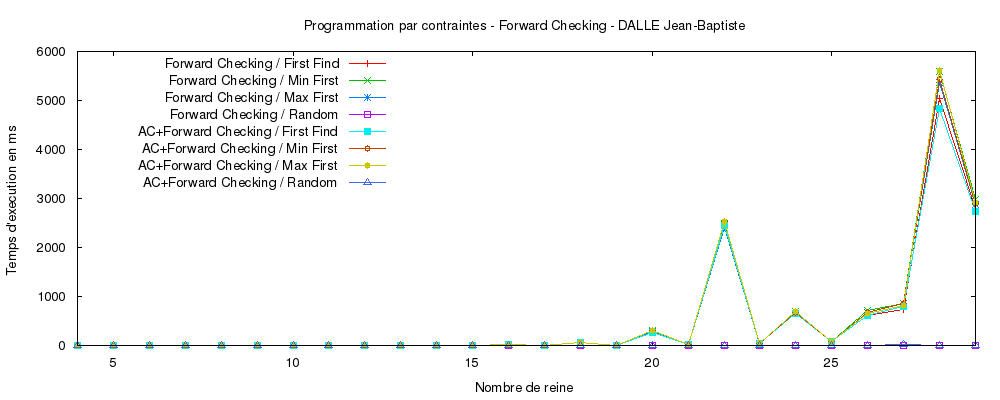 Programmation par contraintes - Forward Checking - DALLE Jean-Baptiste
6000
5000
4000
3000
2000
1000
0
Temps d'execution en ms
Forward Checking / First Find
Forward Checking / Min First
Forward Checking / Max First
Forward Checking / Random
AC+Forward Checking / First Find
AC+Forward Checking / Min First
AC+Forward Checking / Max First
AC+Forward Checking / Random
5 10 15 20 25
Nombre de reine